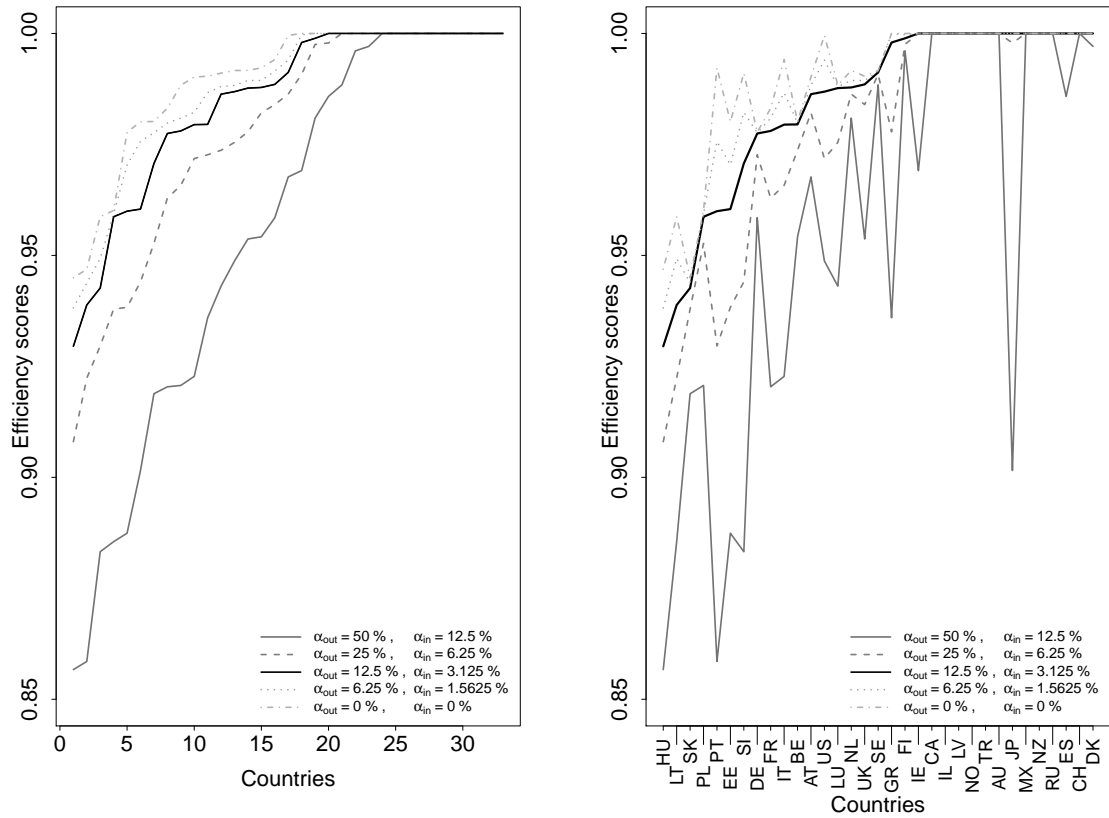 Efficiency scores
1.00
0.95
0.90
0.85
α_out = 50 % , α_in = 12.5 %
α_out = 25 % , α_in = 6.25 %
α_out = 12.5 % , α_in = 3.125 %
α_out = 6.25 % , α_in = 1.5625 %
α_out = 0 % , α_in = 0 %
0 5 10 15 20 25 30
Countries
Efficiency scores
1.00
0.95
0.90
0.85
α_out = 50 % , α_in = 12.5 %
α_out = 25 % , α_in = 6.25 %
α_out = 12.5 % , α_in = 3.125 %
α_out = 6.25 % , α_in = 1.5625 %
α_out = 0 % , α_in = 0 %
HU LT SK PL PT EE SI DE FR IT BE AT US LU NL UK SE GR FI IE CA IL LV NO TR AU JP MX NZ RU ES CH DK
Countries